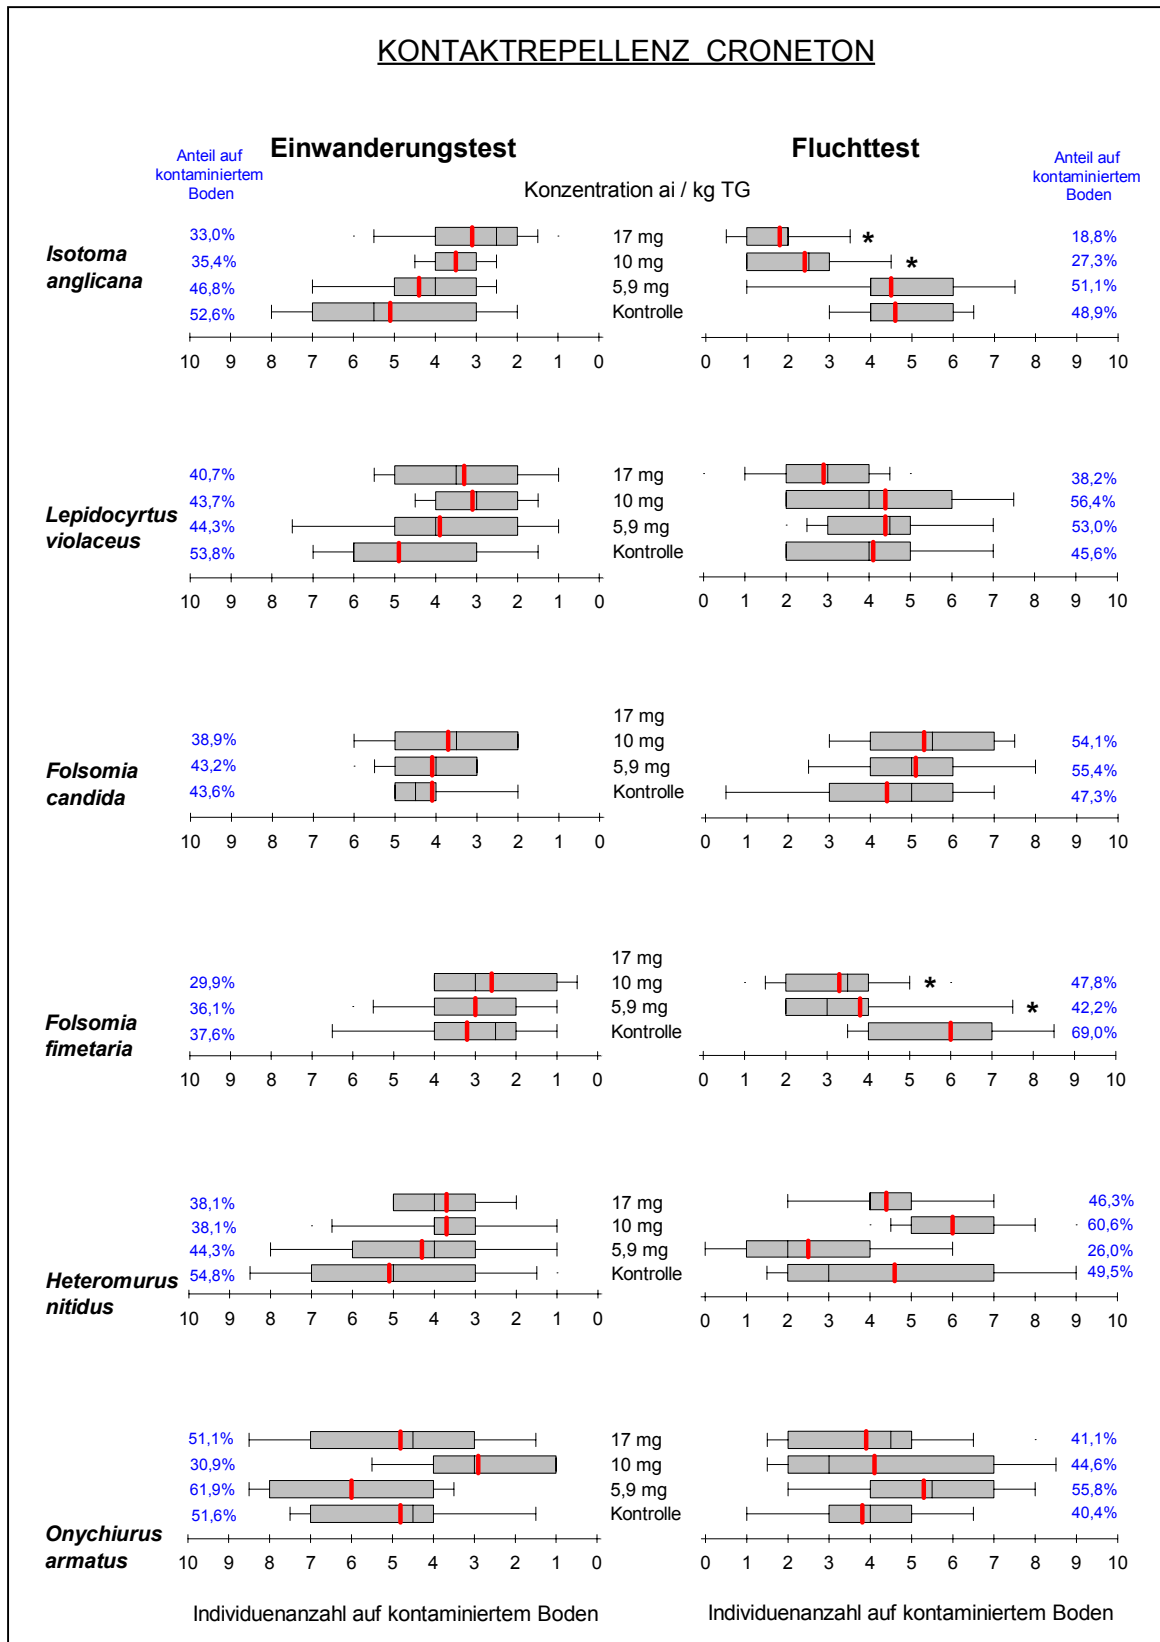 KONTAKTREPELLENZ CRONETON
Einwanderungstest
Fluchttest
Anteil auf
kontaminiertem
Boden
Anteil auf
kontaminiertem
Boden
Konzentration ai / kg TG
Isotoma
anglicana
33,0% 17 mg * 18,8%
35,4% 10 mg * 27,3%
46,8% 5,9 mg 51,1%
52,6% Kontrolle 48,9%
10 9 8 7 6 5 4 3 2 1 0 0 1 2 3 4 5 6 7 8 9 10
Lepidocyrtus
violaceus
40,7% 17 mg 38,2%
43,7% 10 mg 56,4%
44,3% 5,9 mg 53,0%
53,8% Kontrolle 45,6%
10 9 8 7 6 5 4 3 2 1 0 0 1 2 3 4 5 6 7 8 9 10
Folsomia
candida
17 mg
38,9% 10 mg 54,1%
43,2% 5,9 mg 55,4%
43,6% Kontrolle 47,3%
10 9 8 7 6 5 4 3 2 1 0 0 1 2 3 4 5 6 7 8 9 10
Folsomia
fimetaria
17 mg
29,9% 10 mg * 47,8%
36,1% 5,9 mg * 42,2%
37,6% Kontrolle 69,0%
10 9 8 7 6 5 4 3 2 1 0 0 1 2 3 4 5 6 7 8 9 10
Heteromurus
nitidus
38,1% 17 mg 46,3%
38,1% 10 mg 60,6%
44,3% 5,9 mg 26,0%
54,8% Kontrolle 49,5%
10 9 8 7 6 5 4 3 2 1 0 0 1 2 3 4 5 6 7 8 9 10
Onychiurus
armatus
51,1% 17 mg 41,1%
30,9% 10 mg 44,6%
61,9% 5,9 mg 55,8%
51,6% Kontrolle 40,4%
10 9 8 7 6 5 4 3 2 1 0 0 1 2 3 4 5 6 7 8 9 10
Individuenanzahl auf kontaminiertem Boden
Individuenanzahl auf kontaminiertem Boden